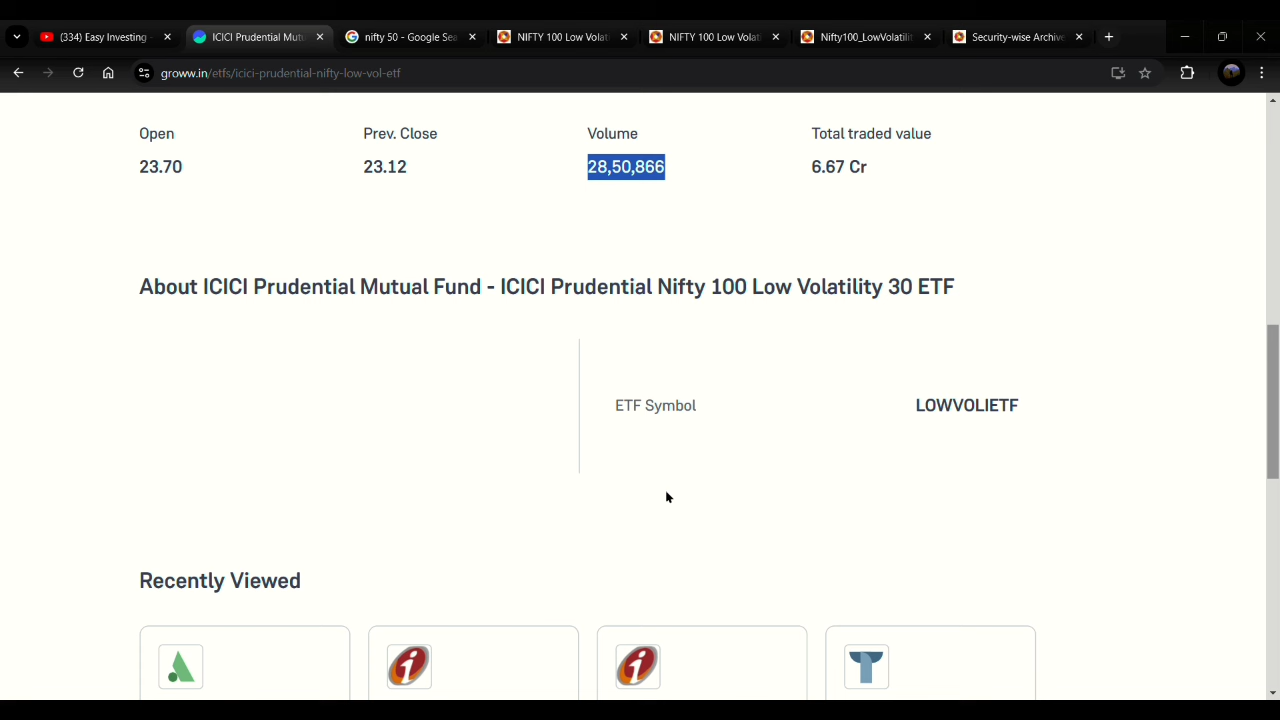 (334) Easy Investing
ICICI Prudential Mutu
nifty 50 - Google Sea
NIFTY 100 Low Volat
NIFTY 100 Low Volat
Nifty100_LowVolatilit
Security-wise Archive
groww.in/etfs/icici-prudential-nifty-low-vol-etf
Open Prev. Close Volume Total traded value
23.70 23.12 28,50,866 6.67 Cr
About ICICI Prudential Mutual Fund - ICICI Prudential Nifty 100 Low Volatility 30 ETF
ETF Symbol LOWVOLIETF
Recently Viewed